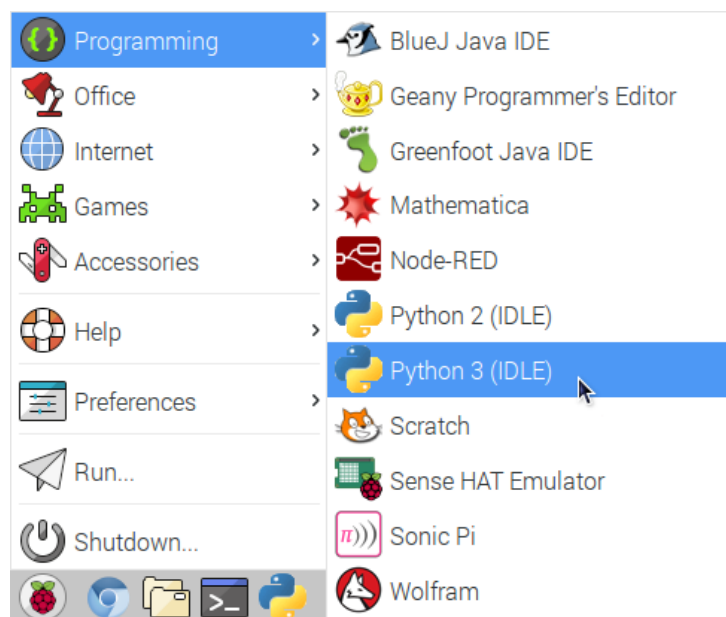 Programming
Office
Internet
Games
Accessories
Help
Preferences
Run...
Shutdown...
BlueJ Java IDE
Geany Programmer's Editor
Greenfoot Java IDE
Mathematica
Node-RED
Python 2 (IDLE)
Python 3 (IDLE)
Scratch
Sense HAT Emulator
π)))
Sonic Pi
Wolfram